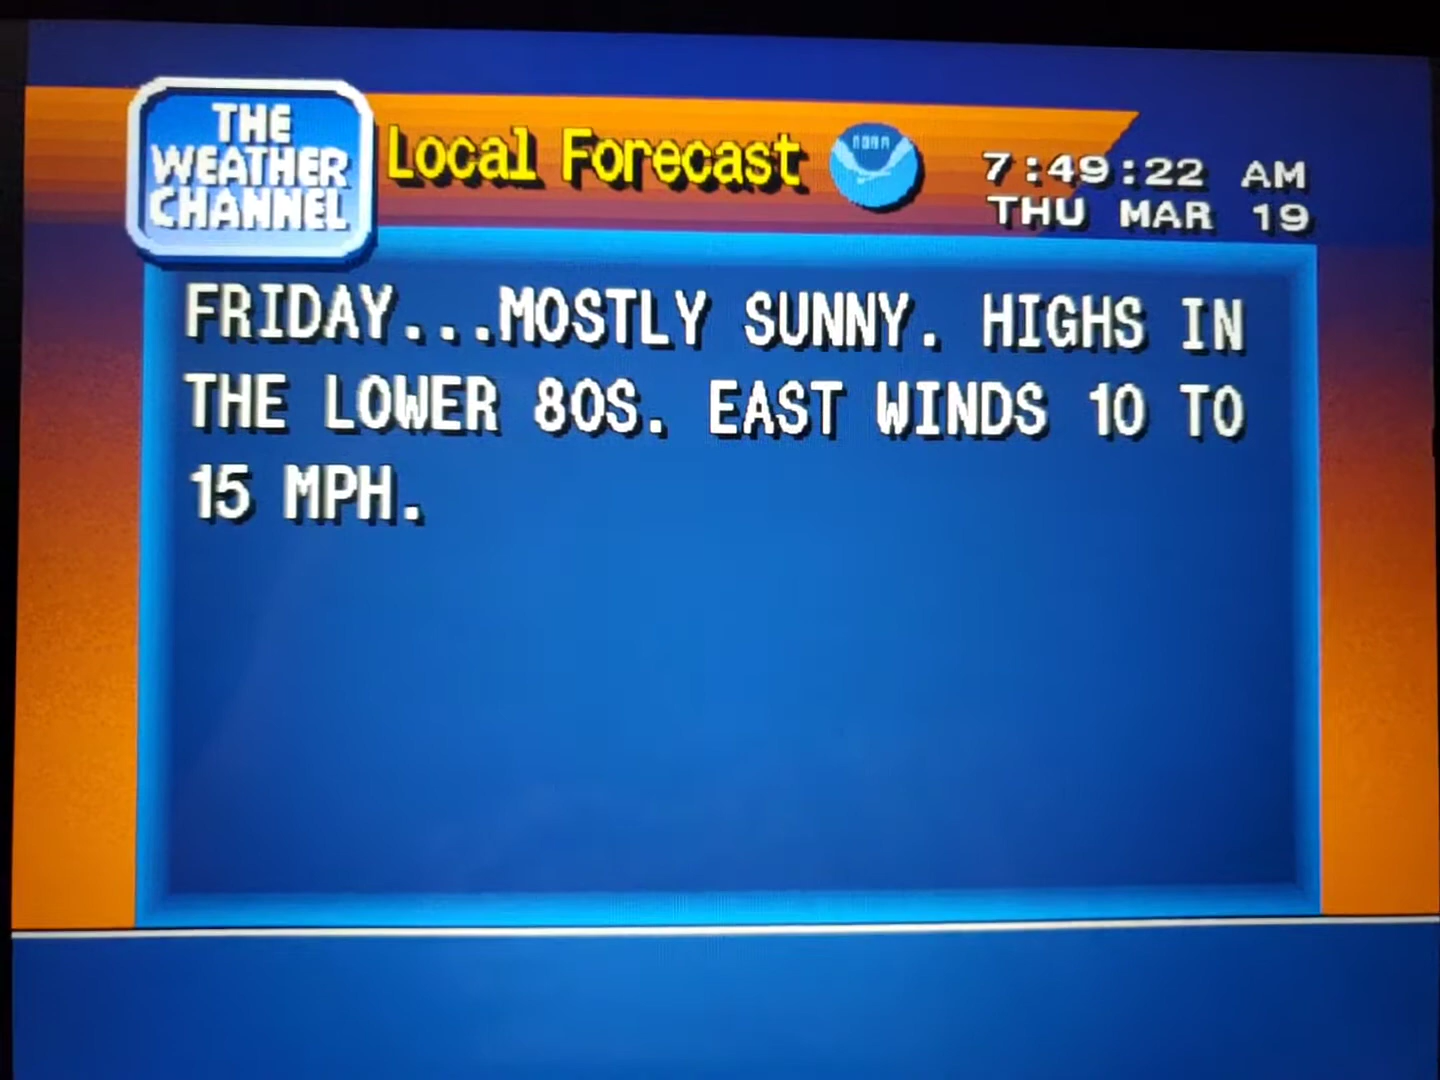 THE
WEATHER
CHANNEL
Local Forecast
NOAA
7:49:22 AM
THU MAR 19
FRIDAY...MOSTLY SUNNY. HIGHS IN
THE LOWER 80S. EAST WINDS 10 TO
15 MPH.